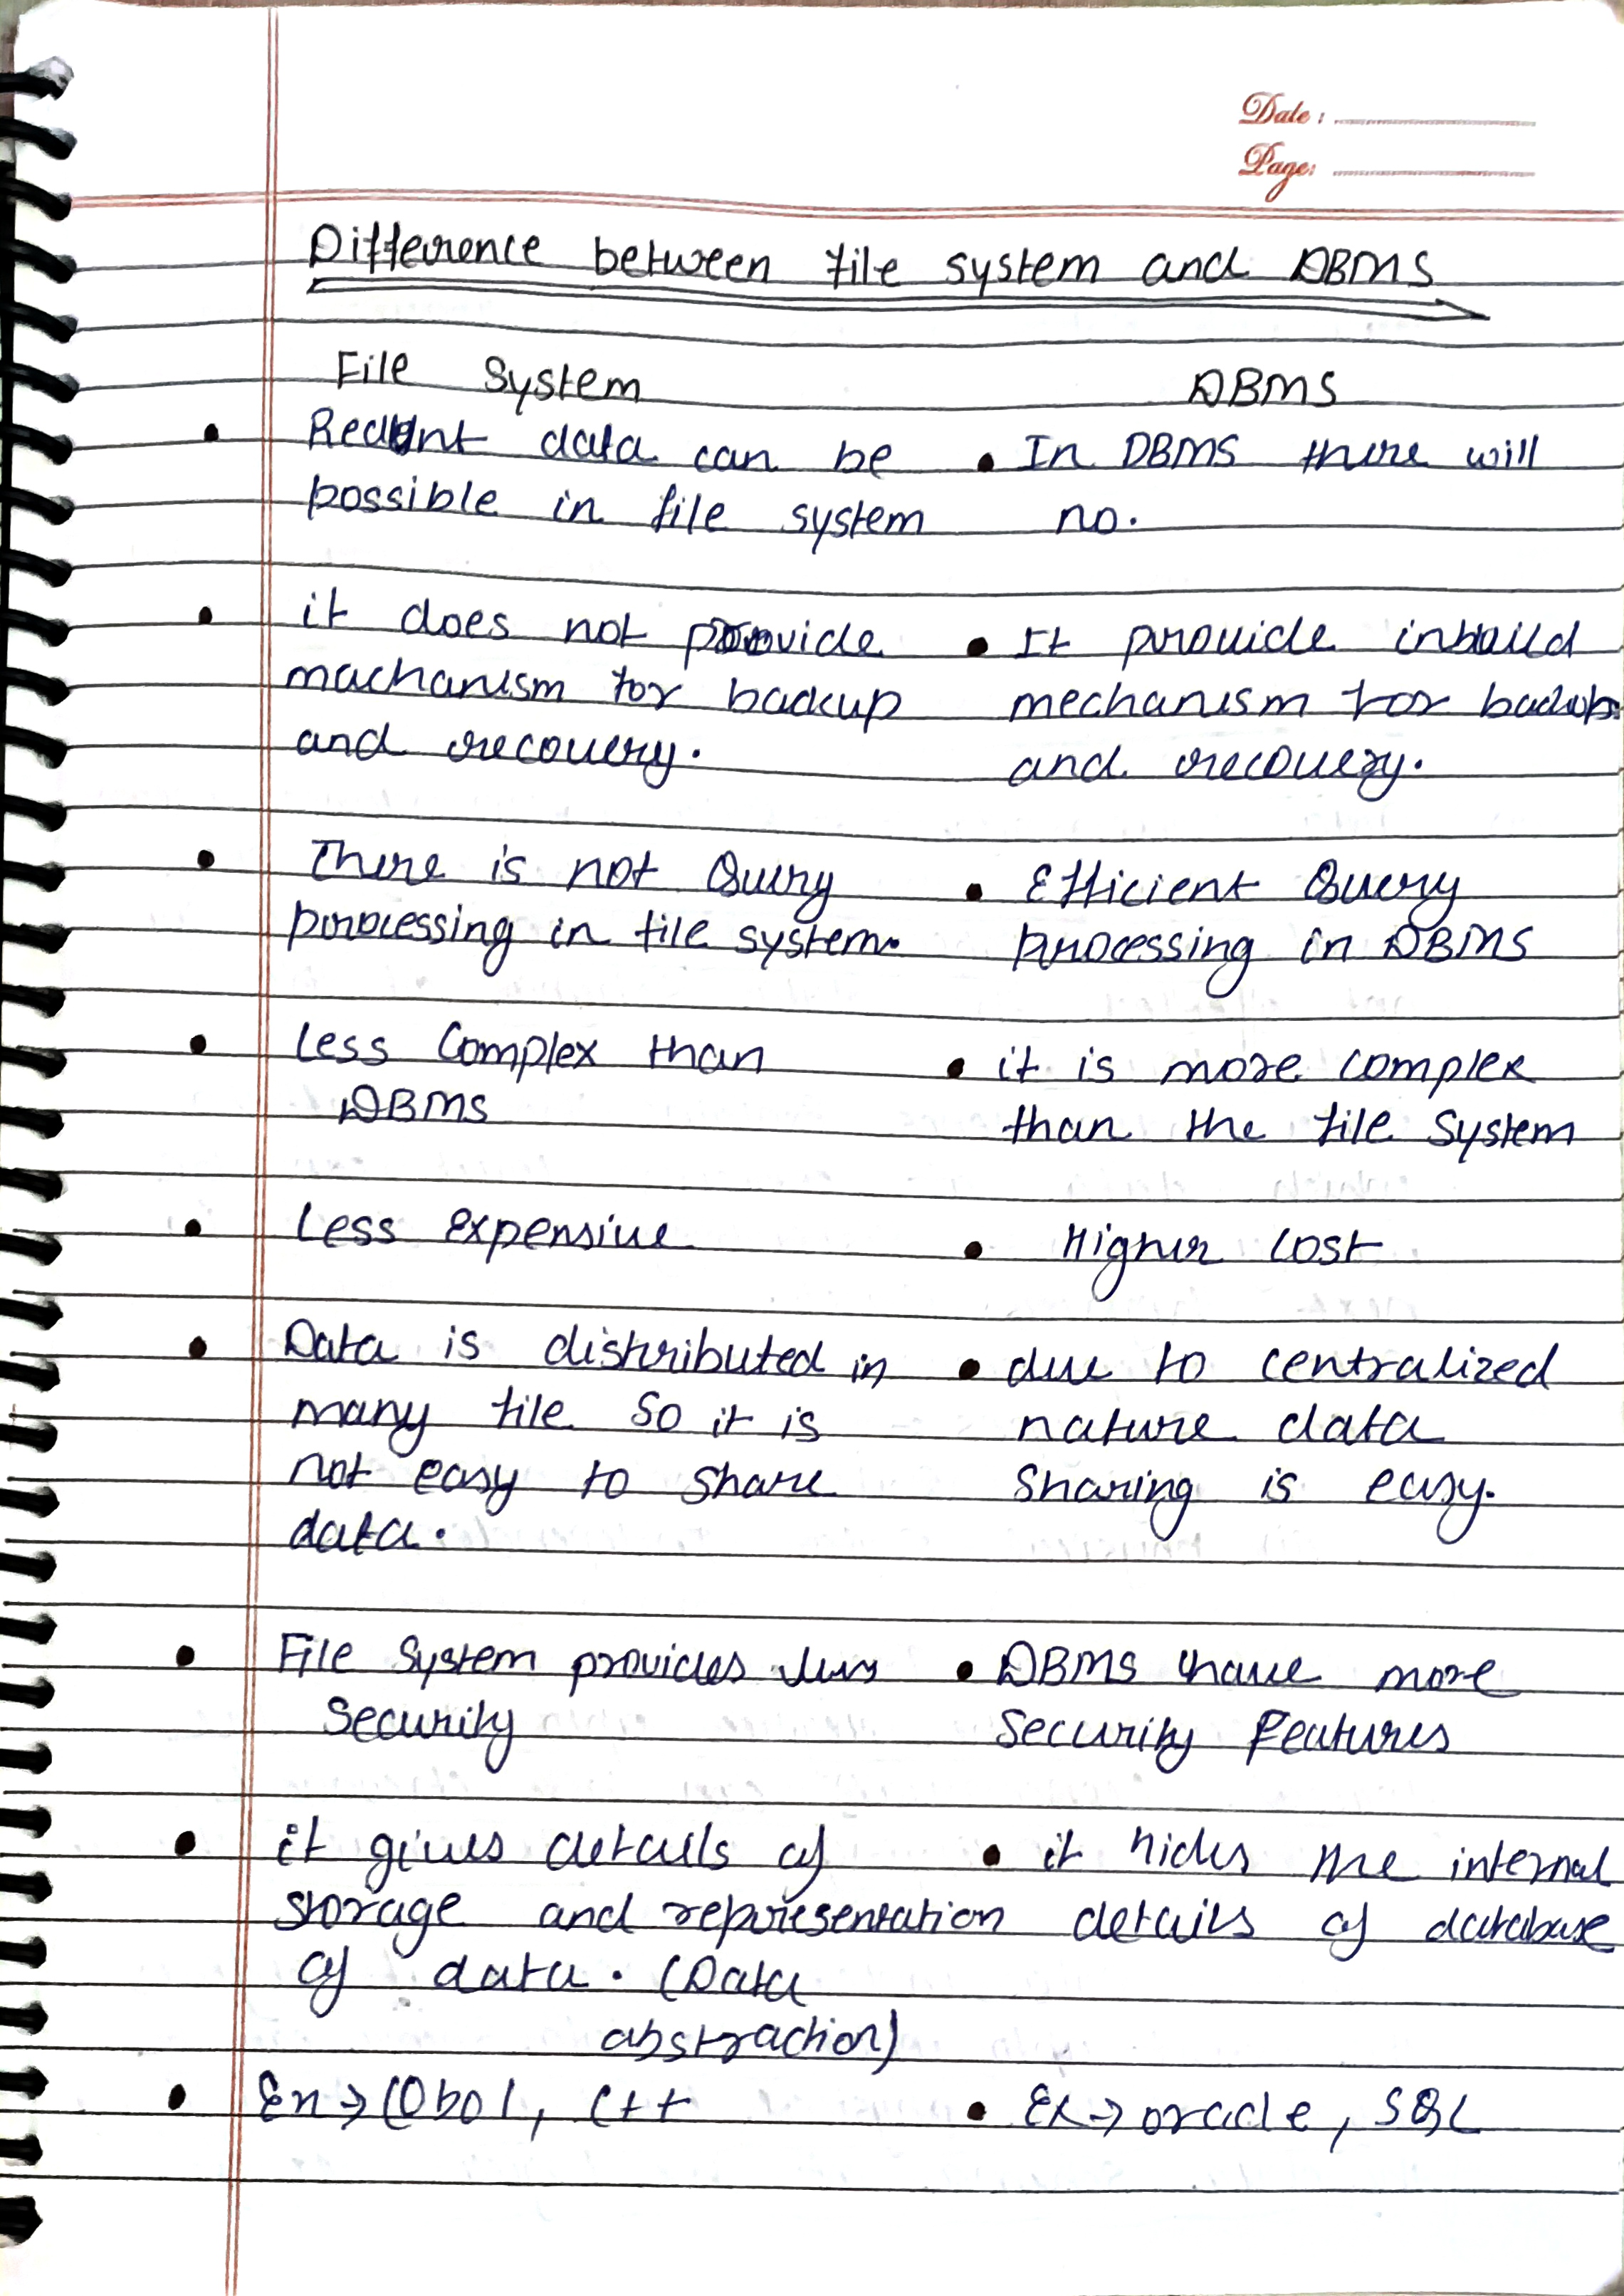 Date :
Page:
Difference between file system and DBMS
File System
DBMS
data can be
possible in file system
In DBMS there will
no.
it does not provide
machanism for backup
and recovery.
It provide inbuild
mechanism for backup
and recovery.
There is not Query
processing in file system.
Efficient Query
processing in DBMS
Less Complex than
DBMS
it is more complex
than the file System
Less expensive
Higher cost
Data is distributed in
many file so it is
not easy to share
data.
due to centralized
nature data
sharing is easy.
File System provides less
Security
DBMS have more
Security Features
it gives details of
storage and representation
of data. (Data
abstraction)
it hides the internal
details of database
Ex → Cobol, C++
Ex → oracle, SQL